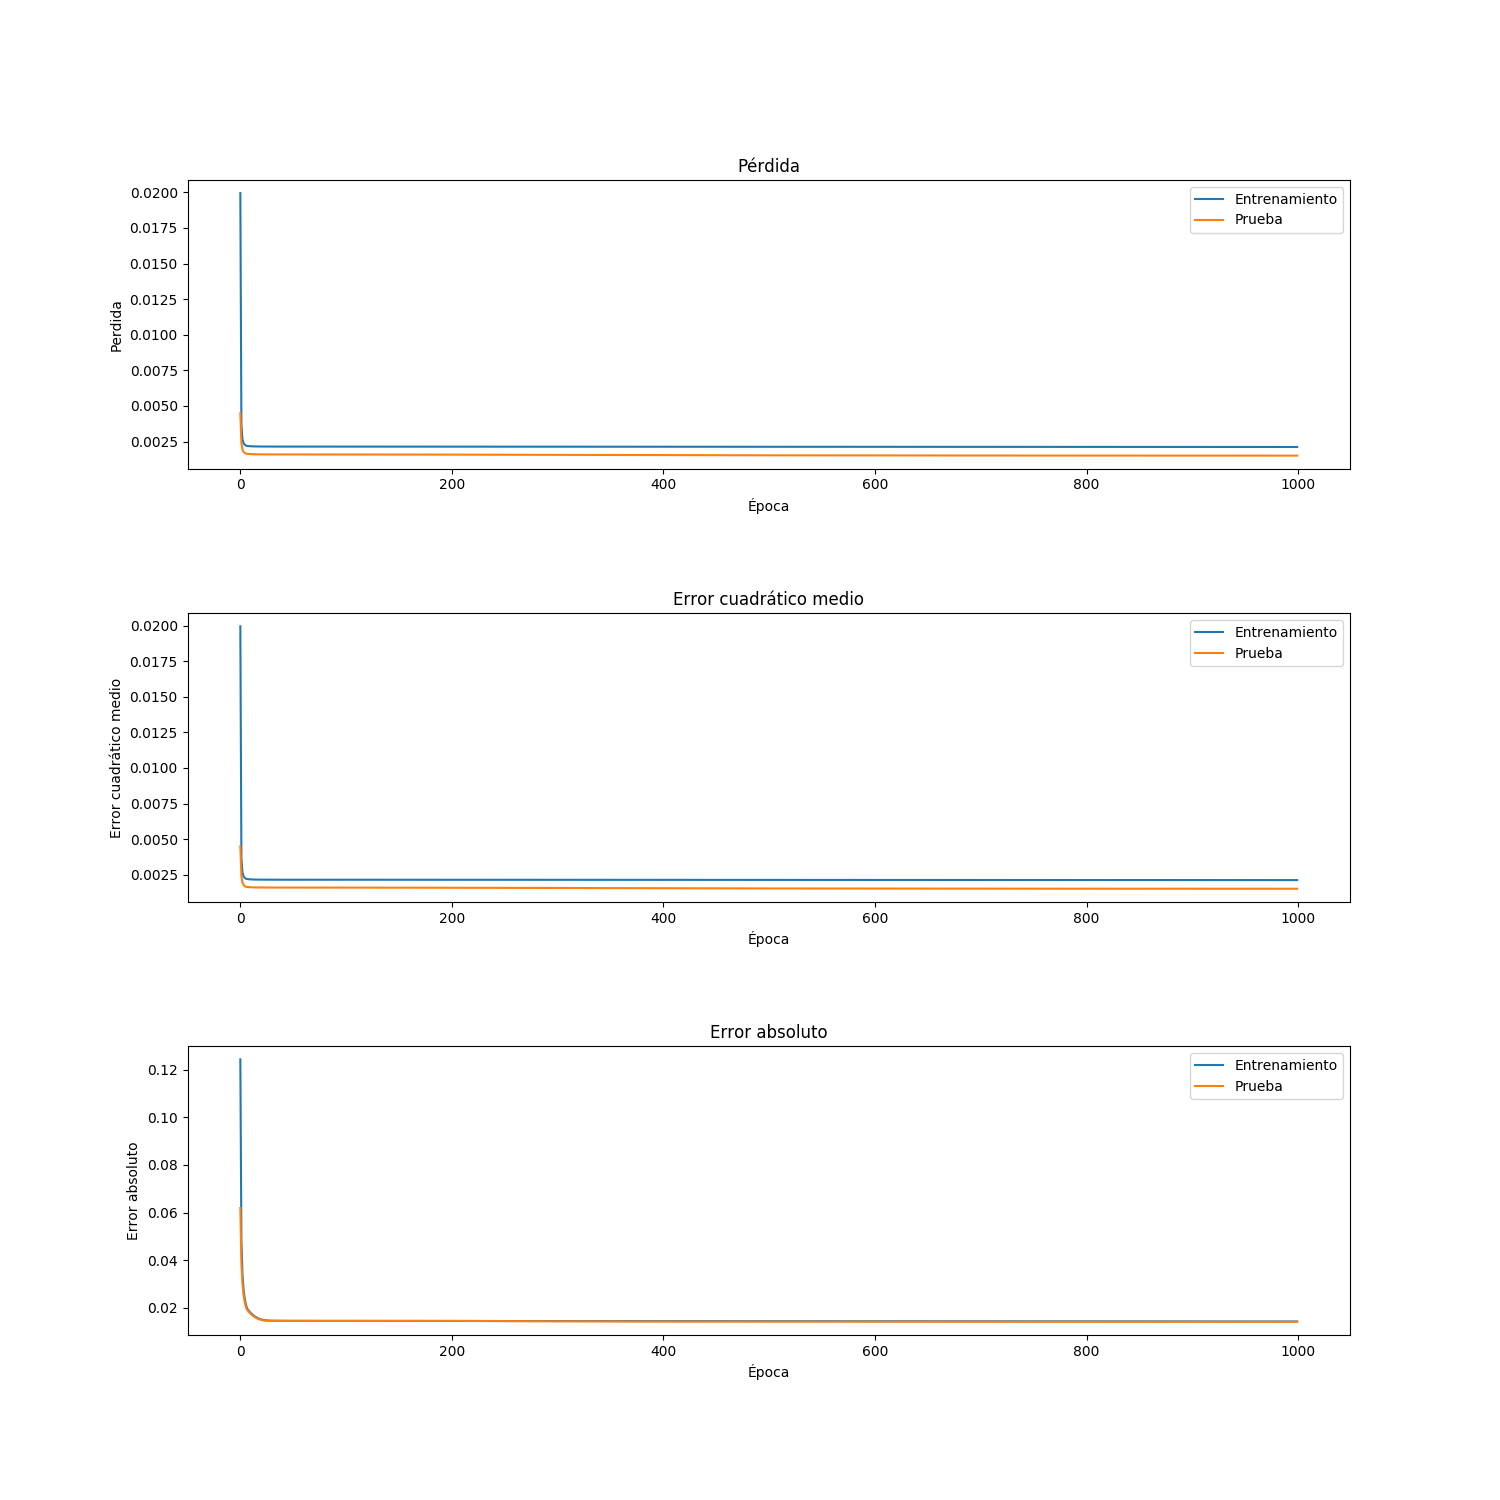 Pérdida
0.0200
0.0175
0.0150
0.0125
0.0100
0.0075
0.0050
0.0025
Perdida
Entrenamiento
Prueba
0 200 400 600 800 1000
Época
Error cuadrático medio
0.0200
0.0175
0.0150
0.0125
0.0100
0.0075
0.0050
0.0025
Error cuadrático medio
Entrenamiento
Prueba
0 200 400 600 800 1000
Época
Error absoluto
0.12
0.10
0.08
0.06
0.04
0.02
Error absoluto
Entrenamiento
Prueba
0 200 400 600 800 1000
Época